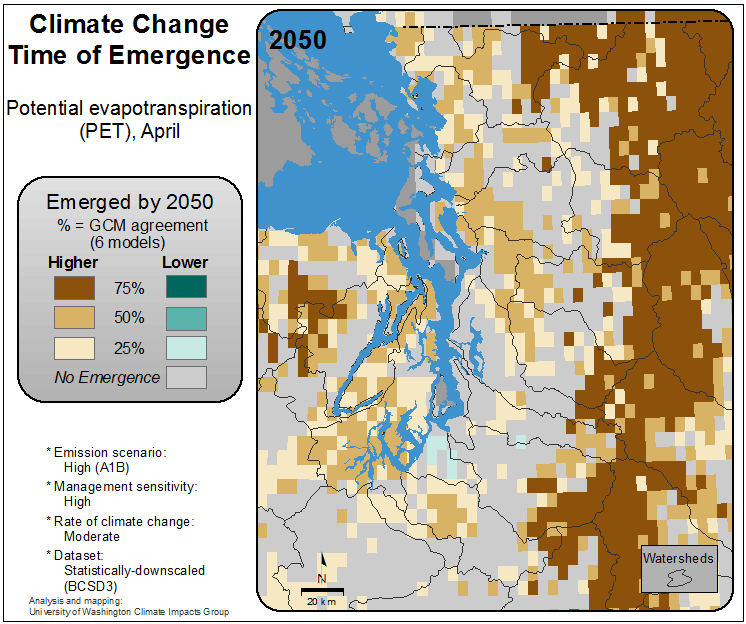 Climate Change
Time of Emergence
Potential evapotranspiration
(PET), April
Emerged by 2050
% = GCM agreement
(6 models)
Higher Lower
75%
50%
25%
No Emergence
* Emission scenario:
High (A1B)
* Management sensitivity:
High
* Rate of climate change:
Moderate
* Dataset:
Statistically-downscaled
(BCSD3)
Analysis and mapping:
University of Washington Climate Impacts Group
2050
N
20 km
Watersheds